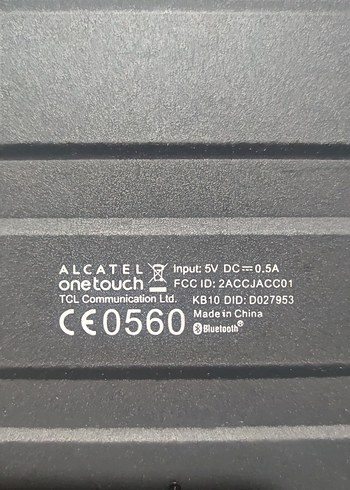 ALCATEL Input: 5V DC⎓0.5A
onetouch FCC ID: 2ACCJACC01
TCL Communication Ltd. KB10 DID: D027953
CE0560 Made in China
Bluetooth®